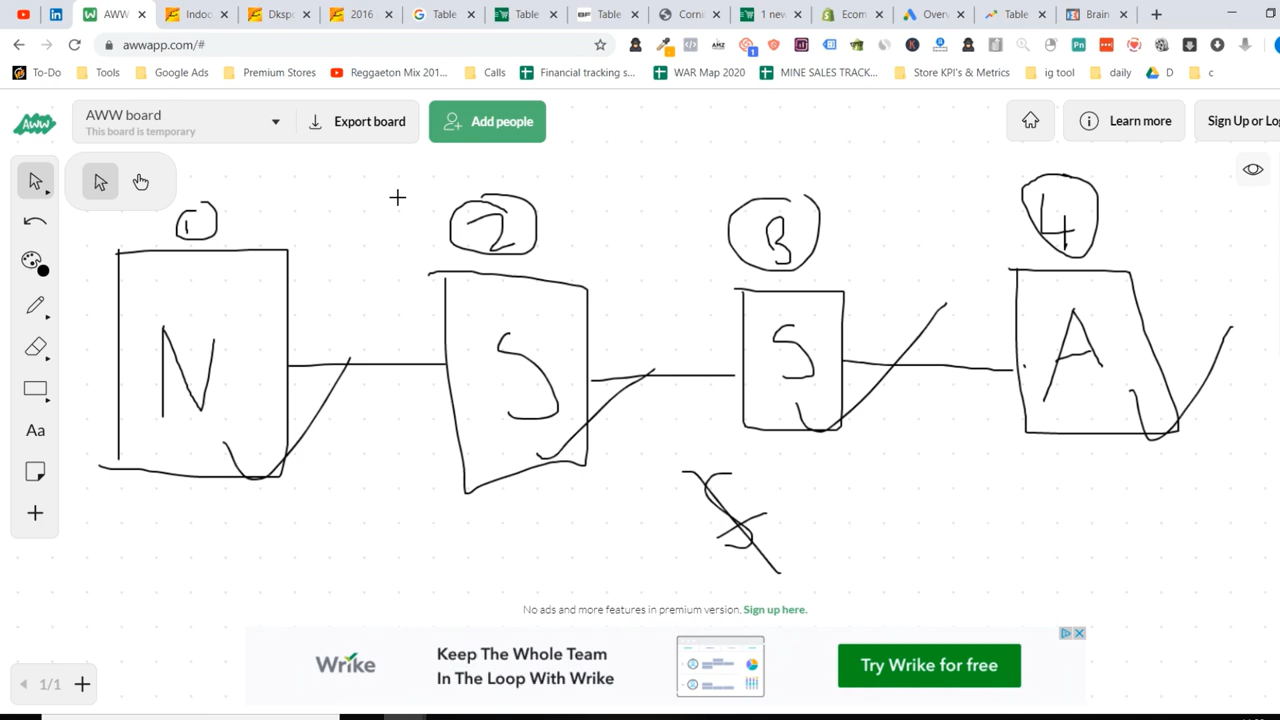 AWW
Indoo
Dkspi
2016
Table
Table
Table
Corni
1 new
Ecom
Overv
Table
Brain
awwapp.com/#
To-Do
Tools
Google Ads
Premium Stores
Reggaeton Mix 201...
Calls
Financial tracking s...
WAR Map 2020
MINE SALES TRACK...
Store KPI's & Metrics
ig tool
daily
D
c
AWW board
This board is temporary
Export board
Add people
Learn more
Sign Up or Log
1
2
3
4
N
S
S
A
S
Aa
No ads and more features in premium version. Sign up here.
Wrike
Keep The Whole Team
In The Loop With Wrike
Try Wrike for free
1/1